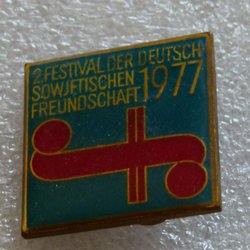 2. FESTIVAL DER DEUTSCH
SOWJETISCHEN
FREUNDSCHAFT 1977